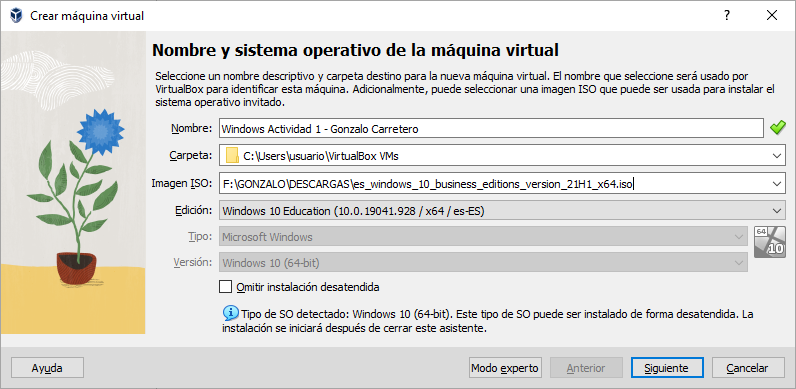 Crear máquina virtual
Nombre y sistema operativo de la máquina virtual
Seleccione un nombre descriptivo y carpeta destino para la nueva máquina virtual. El nombre que seleccione será usado por
VirtualBox para identificar esta máquina. Adicionalmente, puede seleccionar una imagen ISO que puede ser usada para instalar el
sistema operativo invitado.
Nombre: Windows Actividad 1 - Gonzalo Carretero
Carpeta: C:\Users\usuario\VirtualBox VMs
Imagen ISO: F:\GONZALO\DESCARGAS\es_windows_10_business_editions_version_21H1_x64.iso
Edición: Windows 10 Education (10.0.19041.928 / x64 / es-ES)
Tipo: Microsoft Windows
64
10
Versión: Windows 10 (64-bit)
Omitir instalación desatendida
Tipo de SO detectado: Windows 10 (64-bit). Este tipo de SO puede ser instalado de forma desatendida. La
instalación se iniciará después de cerrar este asistente.
Ayuda Modo experto Anterior Siguiente Cancelar